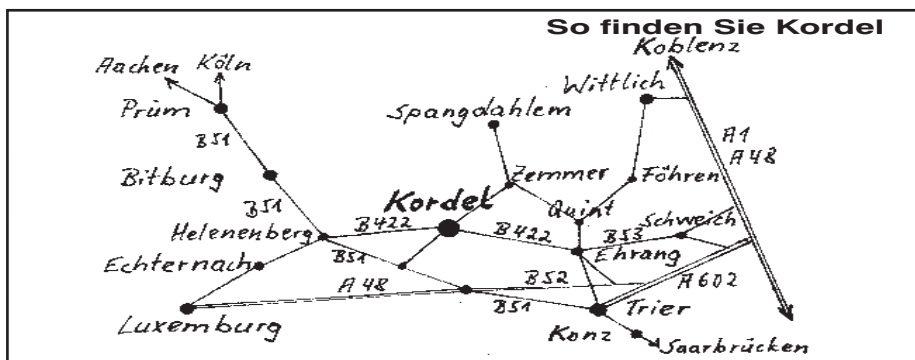 So finden Sie Kordel
Koblenz
Aachen
Köln
Wittlich
Prüm
Spangdahlem
B51
A1
A48
Bitburg
Zemmer
Föhren
Kordel
Quint
B51
B422
Schweich
Helenenberg
B422
B53
Echternach
B51
Ehrang
A48
B52
A602
Luxemburg
B51
Trier
Konz
Saarbrücken